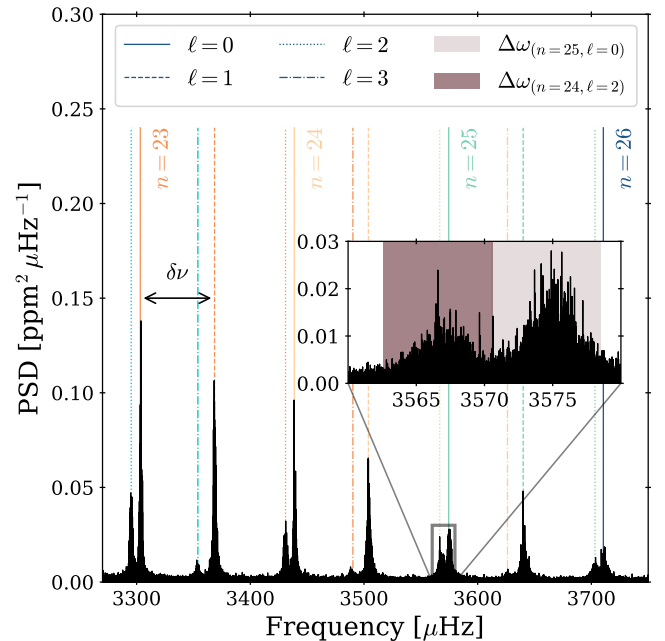 ℓ = 0
ℓ = 2
Δω(n=25, ℓ=0)
ℓ = 1
ℓ = 3
Δω(n=24, ℓ=2)
n = 23
n = 24
n = 25
n = 26
δν
0.30
0.25
0.20
0.15
0.10
0.05
0.00
PSD [ppm² μHz⁻¹]
0.03
0.02
0.01
0.00
3565
3570
3575
3300
3400
3500
3600
3700
Frequency [μHz]